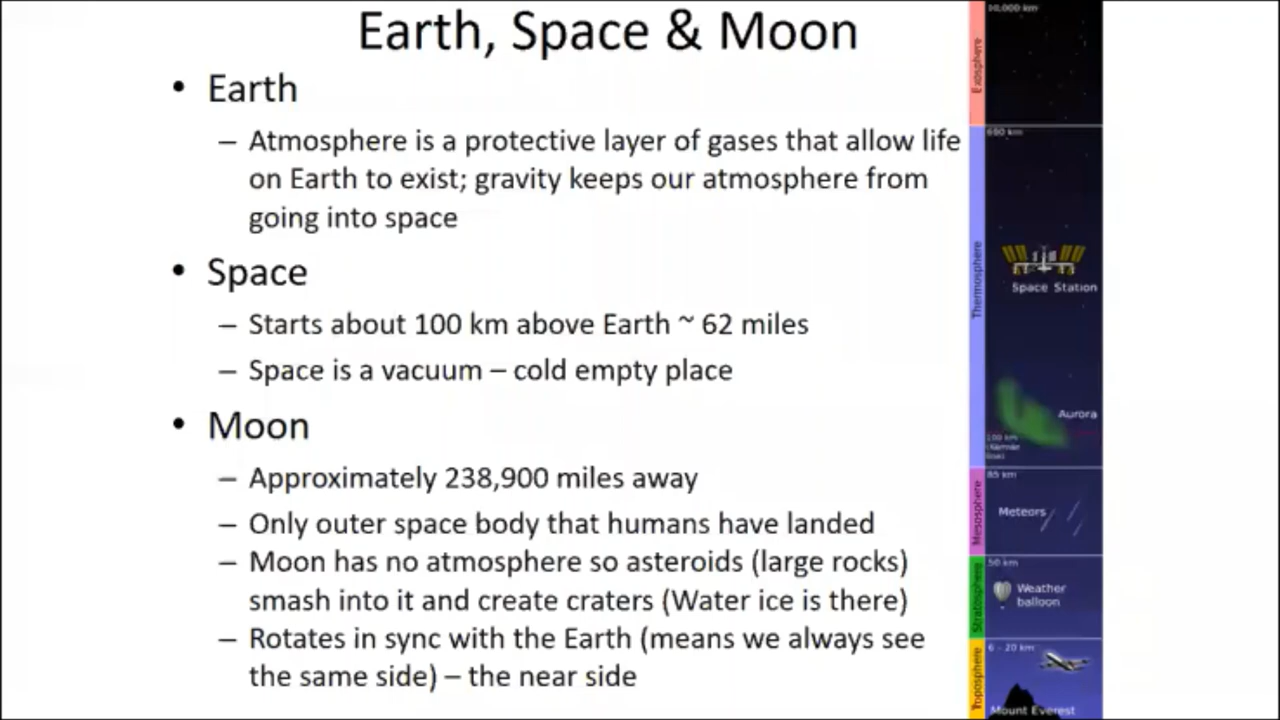 Earth, Space & Moon
• Earth
– Atmosphere is a protective layer of gases that allow life
on Earth to exist; gravity keeps our atmosphere from
going into space
• Space
– Starts about 100 km above Earth ~ 62 miles
– Space is a vacuum – cold empty place
• Moon
– Approximately 238,900 miles away
– Only outer space body that humans have landed
– Moon has no atmosphere so asteroids (large rocks)
smash into it and create craters (Water ice is there)
– Rotates in sync with the Earth (means we always see
the same side) – the near side
10,000 km
Exosphere
690 km
Thermosphere
Space Station
Aurora
100 km
(Kármán
line)
85 km
Mesosphere
Meteors
50 km
Stratosphere
Weather
balloon
6 - 20 km
Troposphere
Mount Everest